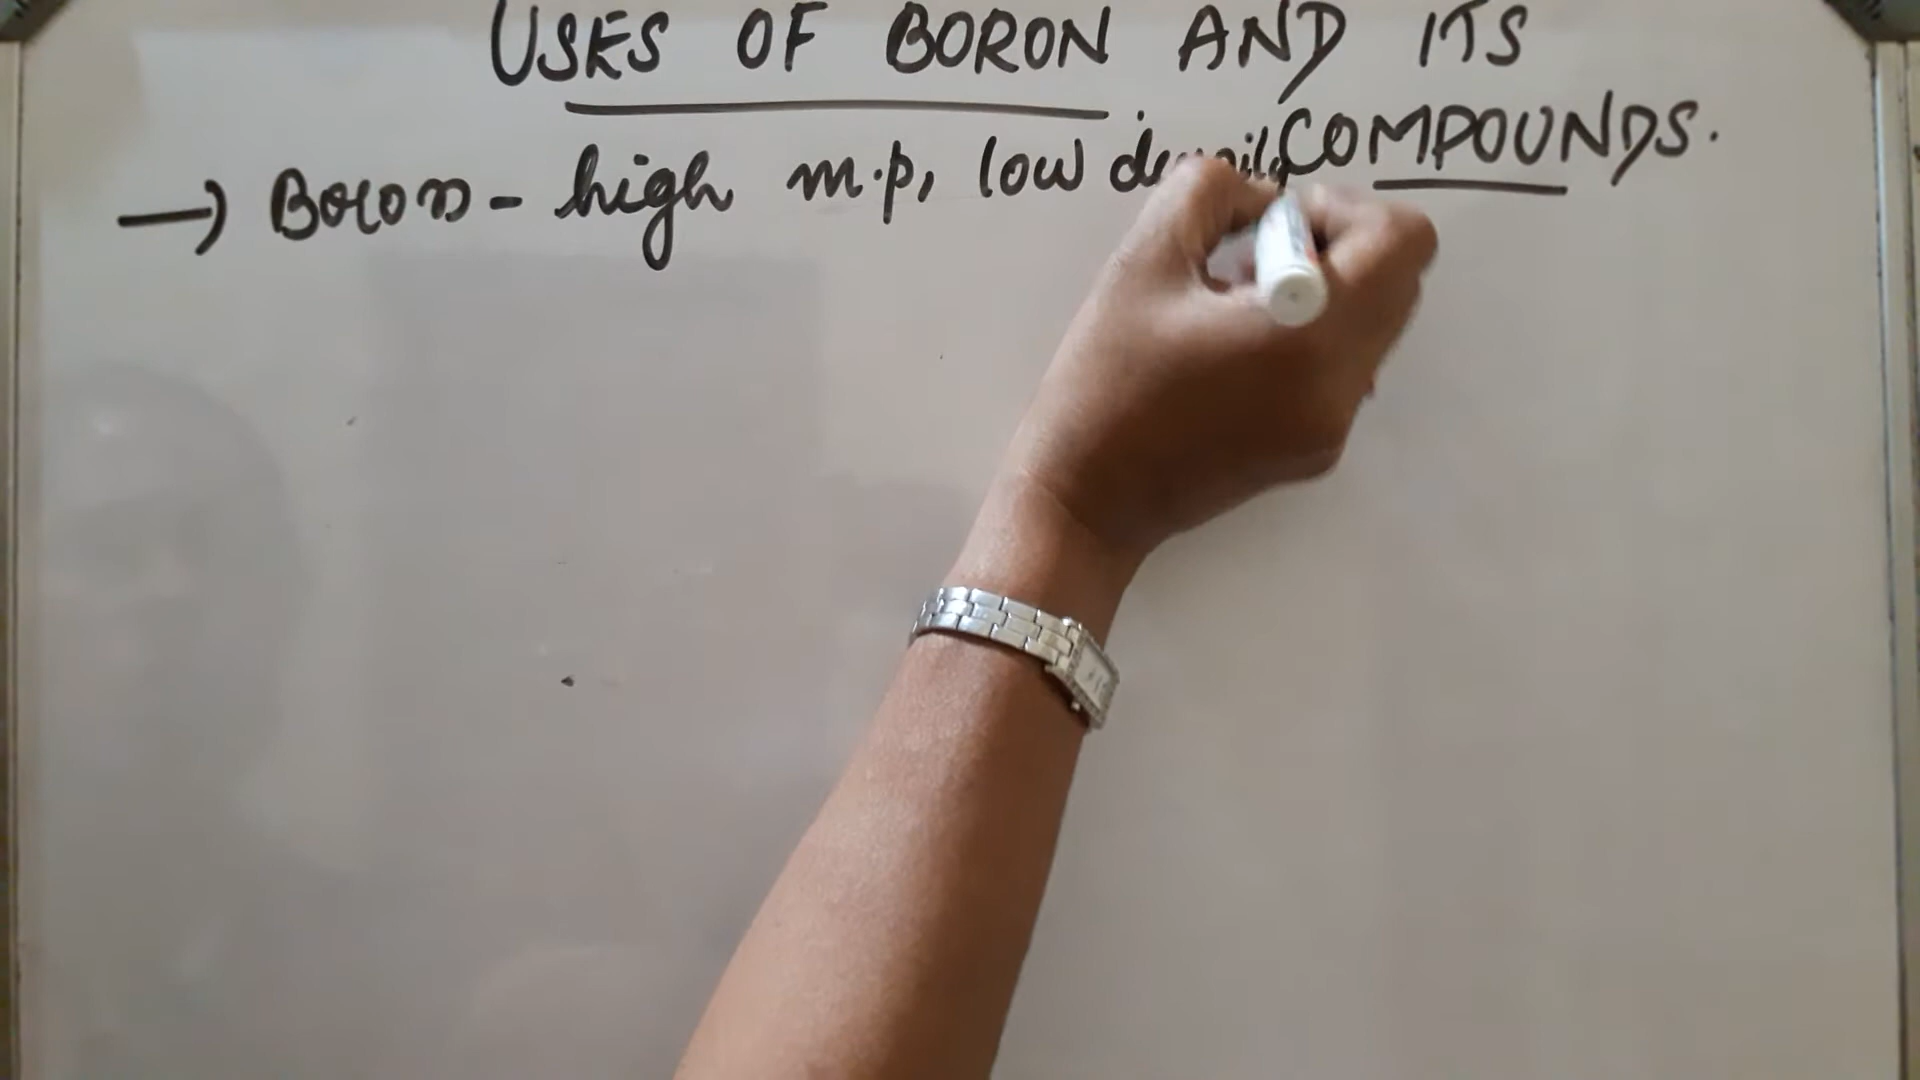 USES OF BORON AND ITS
COMPOUNDS.
→ Boron - high m.p, low